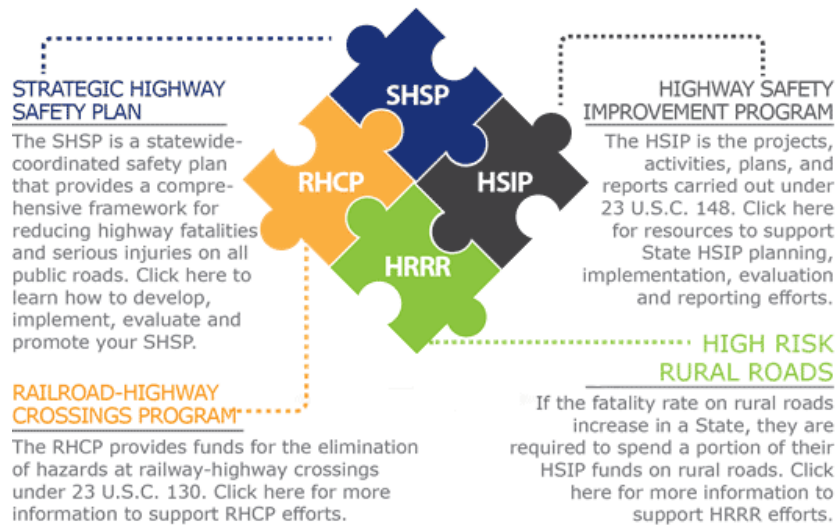 STRATEGIC HIGHWAY
SAFETY PLAN
The SHSP is a statewide-
coordinated safety plan
that provides a compre-
hensive framework for
reducing highway fatalities
and serious injuries on all
public roads. Click here to
learn how to develop,
implement, evaluate and
promote your SHSP.
SHSP
RHCP
HSIP
HRRR
HIGHWAY SAFETY
IMPROVEMENT PROGRAM
The HSIP is the projects,
activities, plans, and
reports carried out under
23 U.S.C. 148. Click here
for resources to support
State HSIP planning,
implementation, evaluation
and reporting efforts.
RAILROAD-HIGHWAY
CROSSINGS PROGRAM
The RHCP provides funds for the elimination
of hazards at railway-highway crossings
under 23 U.S.C. 130. Click here for more
information to support RHCP efforts.
HIGH RISK
RURAL ROADS
If the fatality rate on rural roads
increase in a State, they are
required to spend a portion of their
HSIP funds on rural roads. Click
here for more information to
support HRRR efforts.